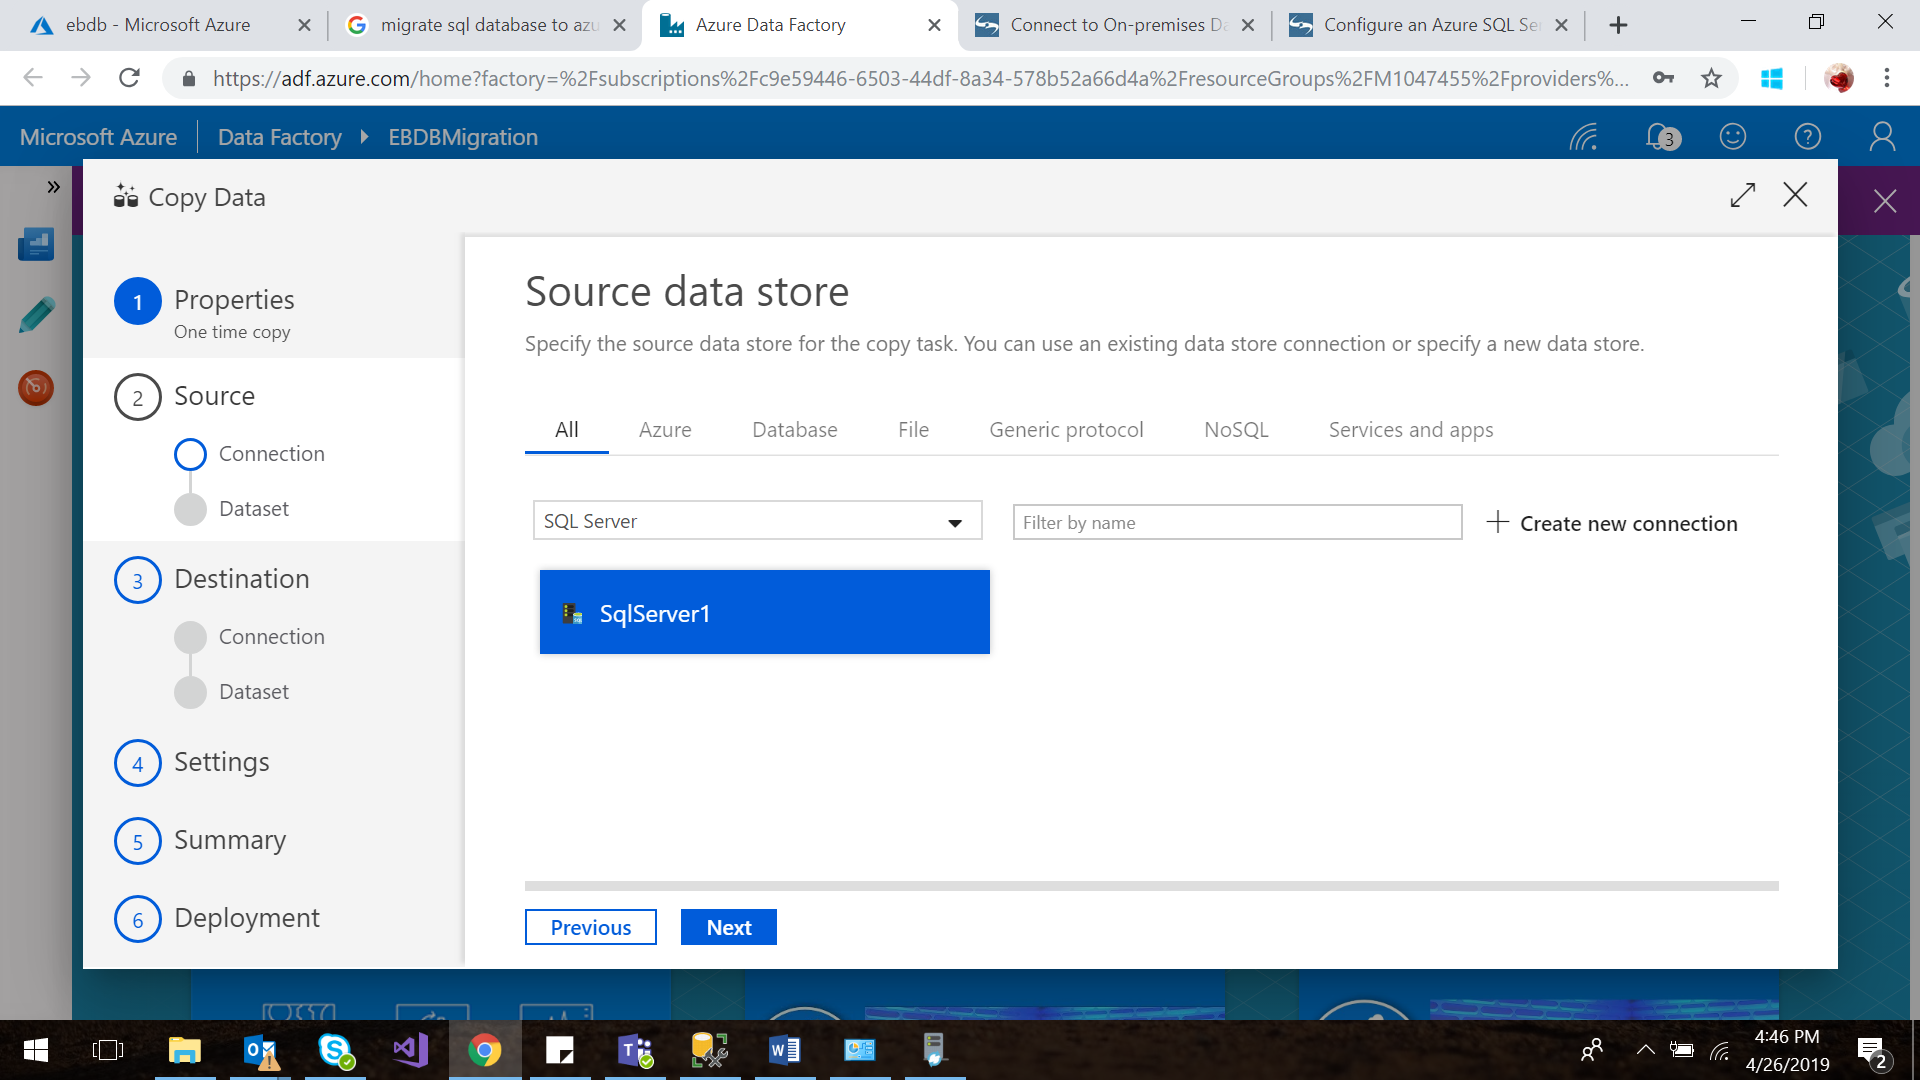 ebdb - Microsoft Azure
migrate sql database to azu
Azure Data Factory
Connect to On-premises Da
Configure an Azure SQL Ser
https://adf.azure.com/home?factory=%2Fsubscriptions%2Fc9e59446-6503-44df-8a34-578b52a66d4a%2FresourceGroups%2FM1047455%2Fproviders%...
Microsoft Azure
Data Factory
EBDBMigration
3
Copy Data
1
Properties
One time copy
2
Source
Connection
Dataset
3
Destination
Connection
Dataset
4
Settings
5
Summary
6
Deployment
Source data store
Specify the source data store for the copy task. You can use an existing data store connection or specify a new data store.
All
Azure
Database
File
Generic protocol
NoSQL
Services and apps
SQL Server
Filter by name
Create new connection
SqlServer1
Previous
Next
4:46 PM
4/26/2019
2